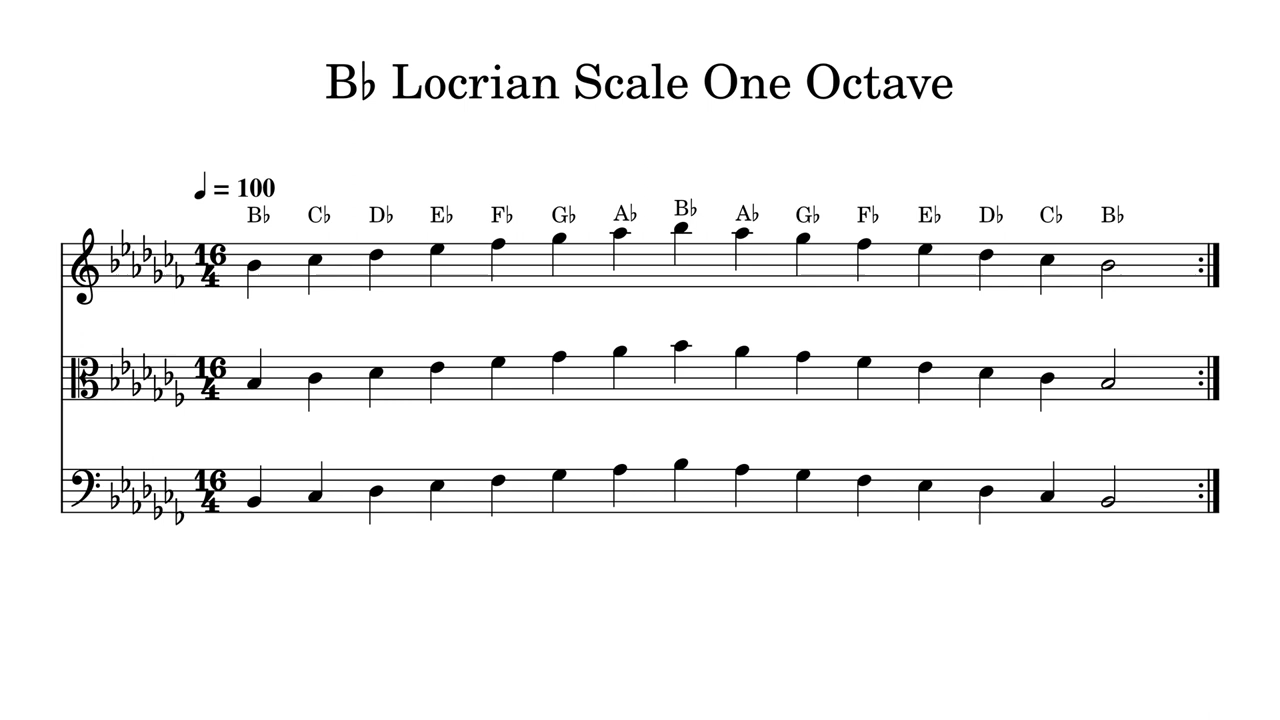 B♭ Locrian Scale One Octave
♩ = 100
B♭ C♭ D♭ E♭ F♭ G♭ A♭ B♭ A♭ G♭ F♭ E♭ D♭ C♭ B♭
16
4
16
4
16
4